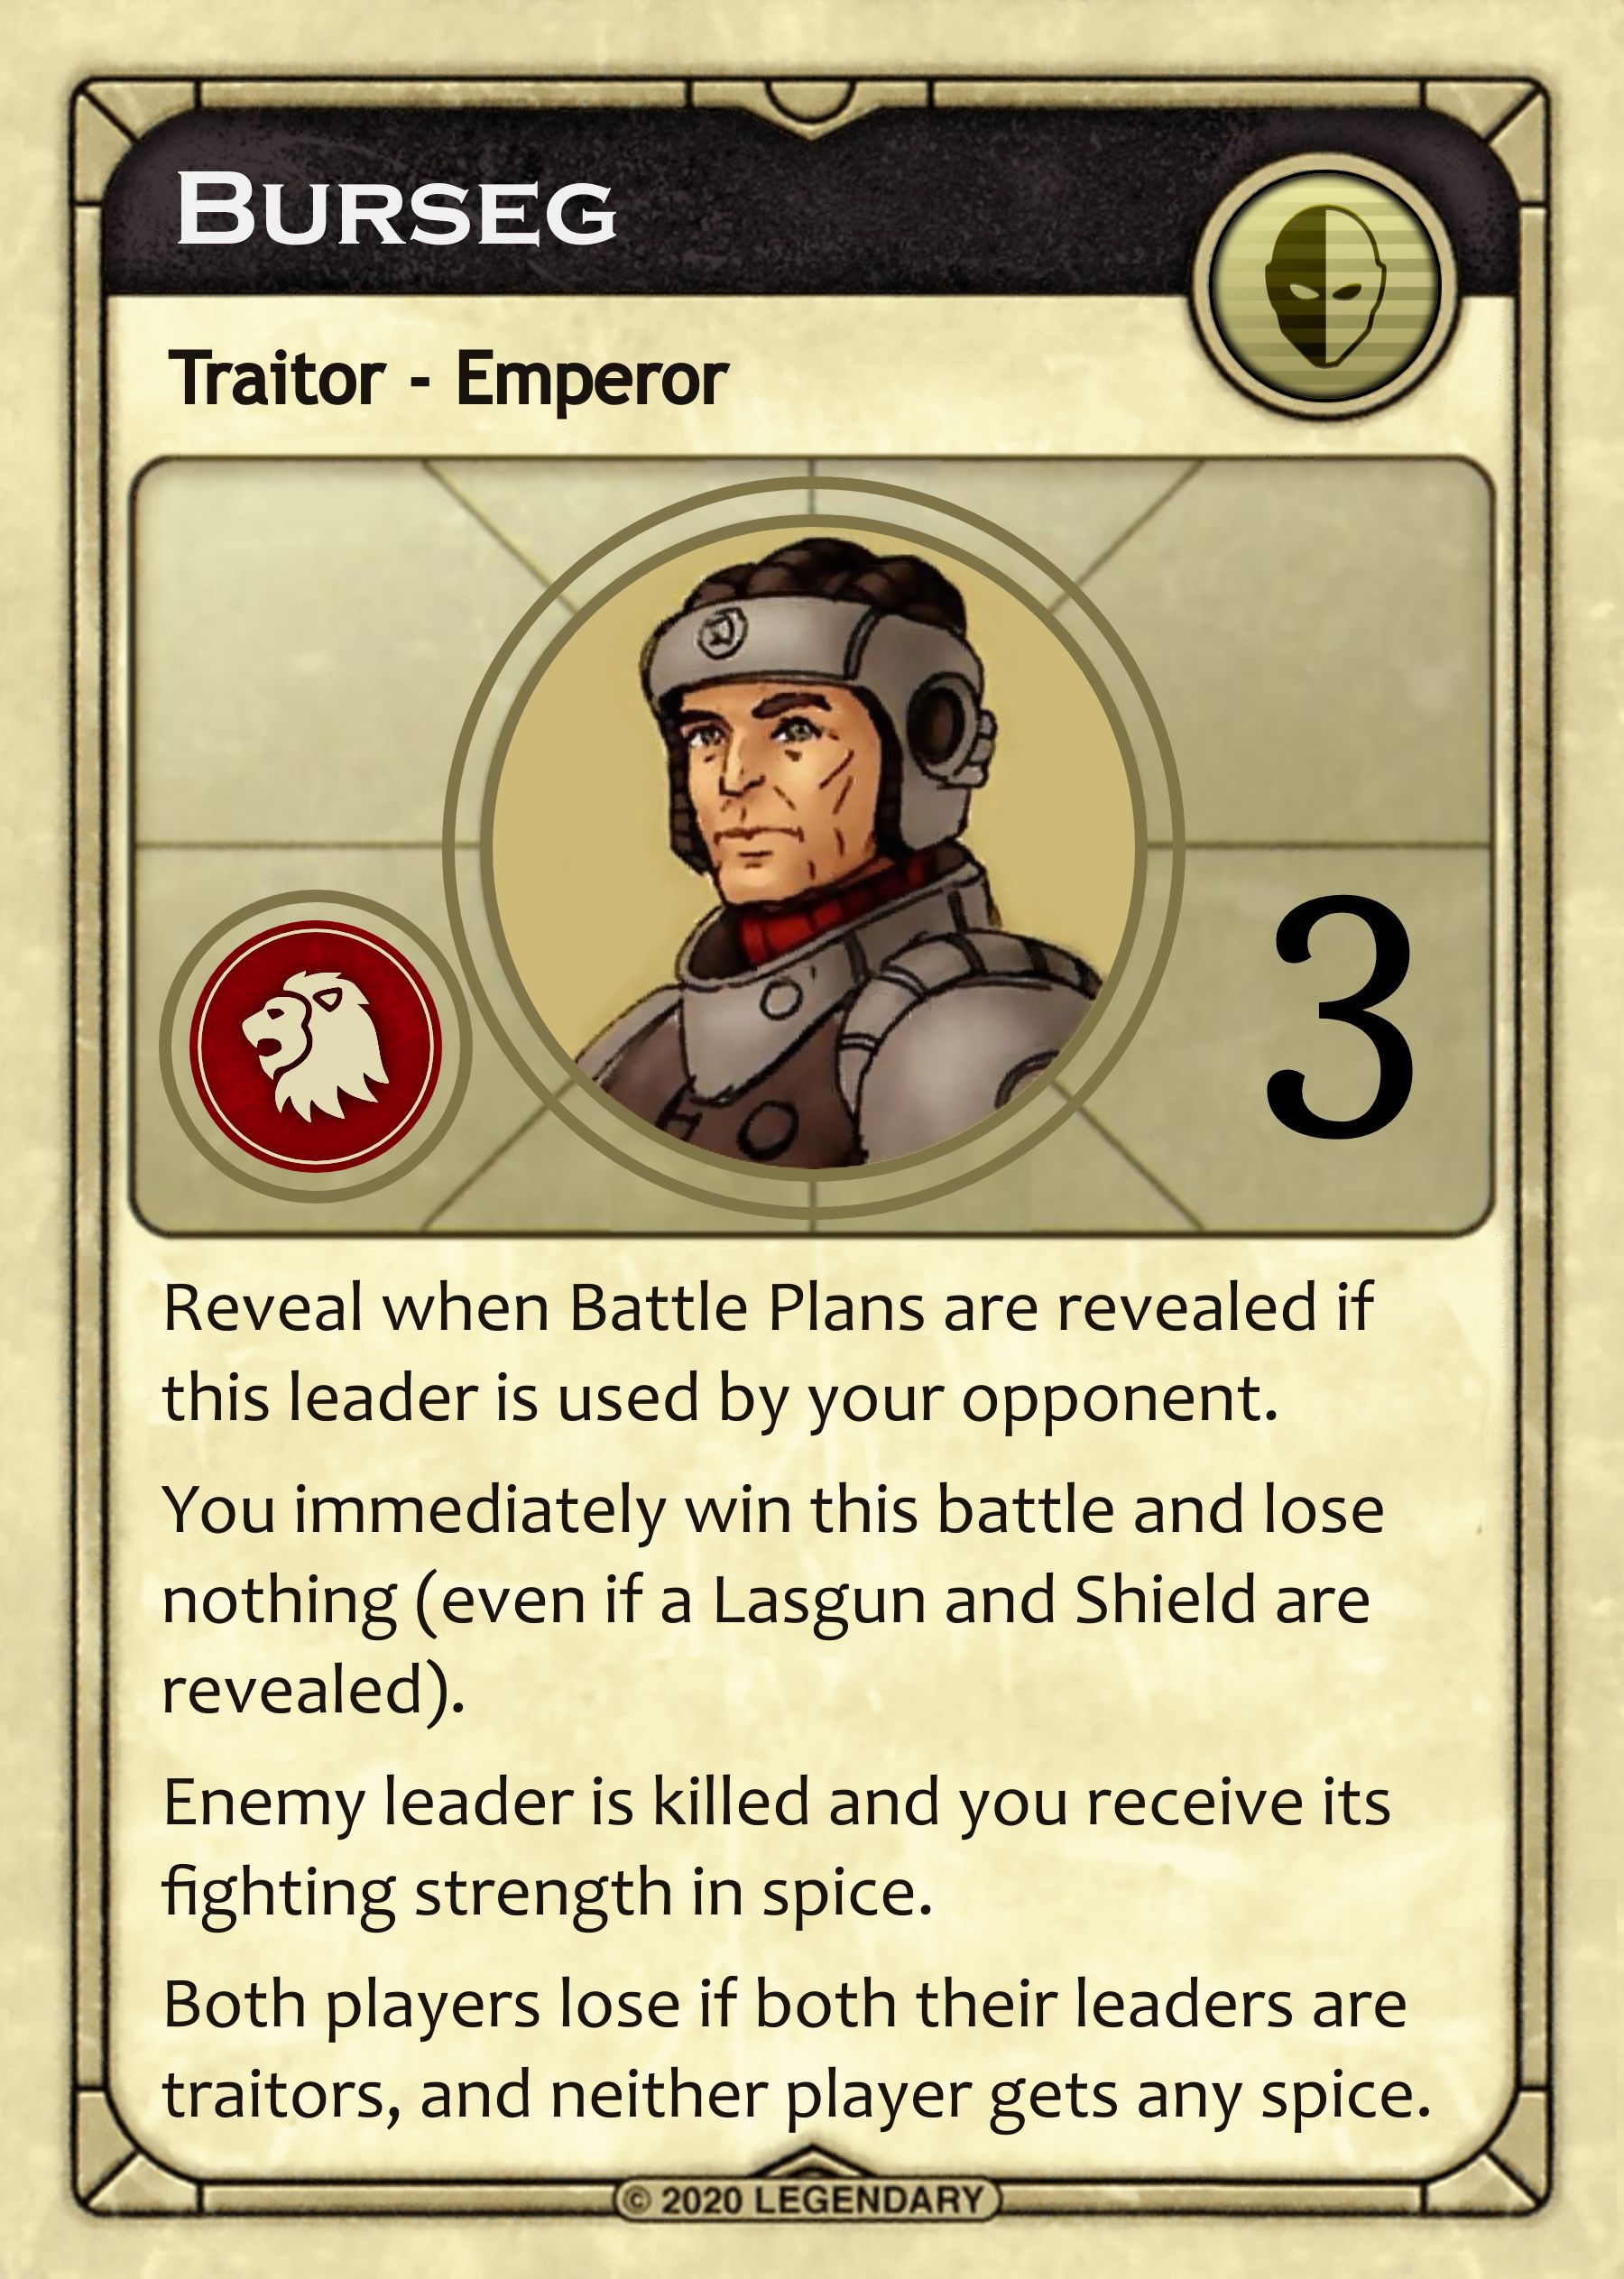 Burseg
Traitor - Emperor
3
Reveal when Battle Plans are revealed if
this leader is used by your opponent.
You immediately win this battle and lose
nothing (even if a Lasgun and Shield are
revealed).
Enemy leader is killed and you receive its
fighting strength in spice.
Both players lose if both their leaders are
traitors, and neither player gets any spice.
© 2020 LEGENDARY